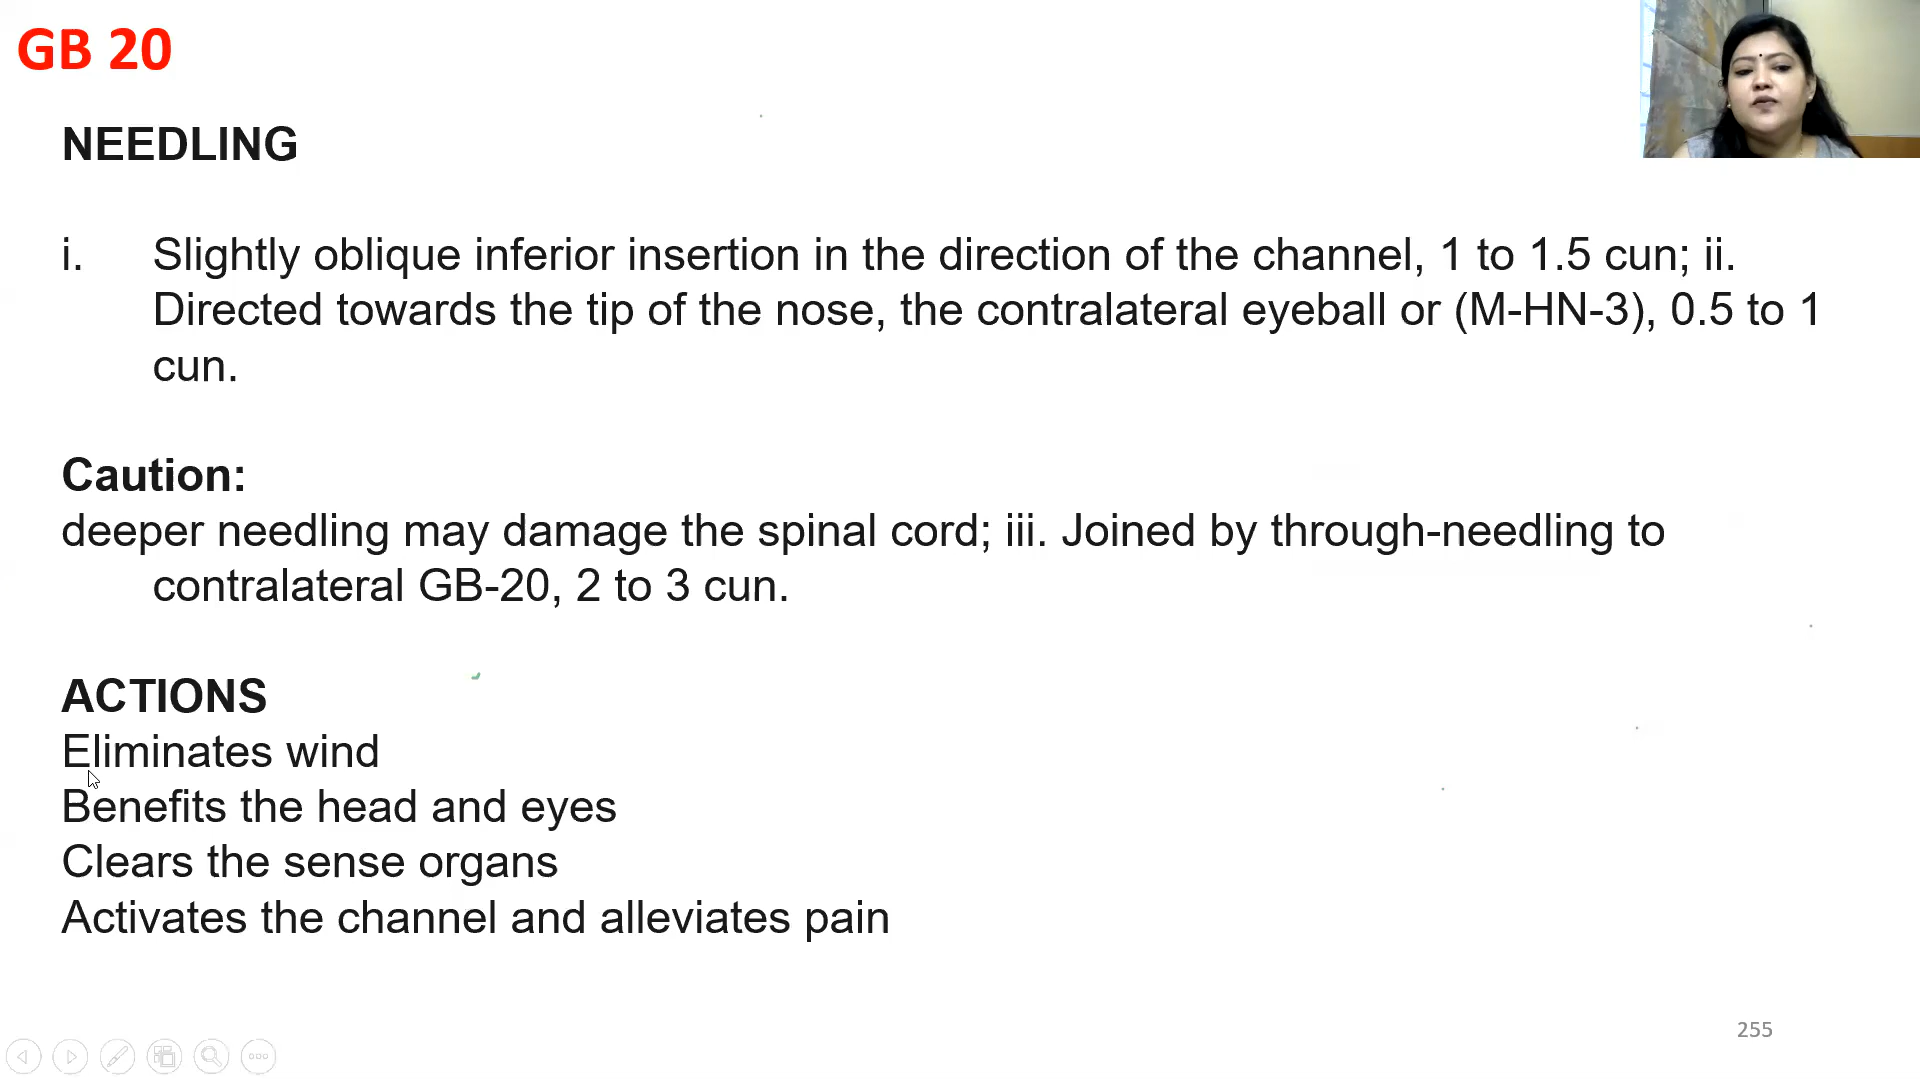 GB 20
NEEDLING
i. Slightly oblique inferior insertion in the direction of the channel, 1 to 1.5 cun; ii.
Directed towards the tip of the nose, the contralateral eyeball or (M-HN-3), 0.5 to 1
cun.
Caution:
deeper needling may damage the spinal cord; iii. Joined by through-needling to
contralateral GB-20, 2 to 3 cun.
ACTIONS
Eliminates wind
Benefits the head and eyes
Clears the sense organs
Activates the channel and alleviates pain
255